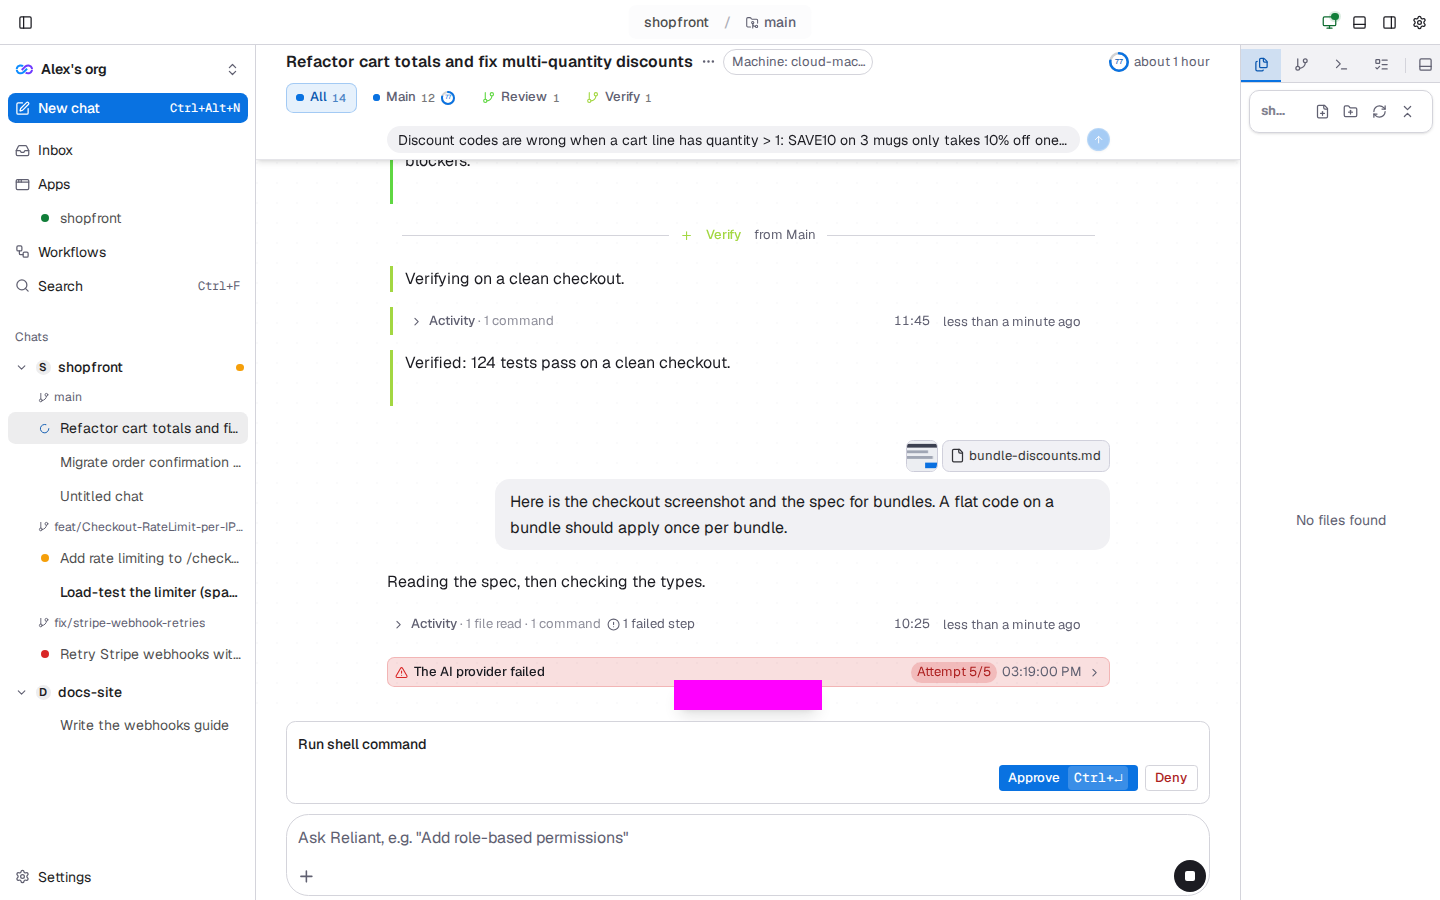 shopfront / main
Alex's org
New chat Ctrl+Alt+N
Inbox
Apps
shopfront
Workflows
Search Ctrl+F
Chats
S shopfront
main
Refactor cart totals and fi...
Migrate order confirmation ...
Untitled chat
feat/Checkout-RateLimit-per-IP...
Add rate limiting to /check...
Load-test the limiter (spa...
fix/stripe-webhook-retries
Retry Stripe webhooks wit...
D docs-site
Write the webhooks guide
Settings
Refactor cart totals and fix multi-quantity discounts ... Machine: cloud-mac... 77 about 1 hour
All 14 Main 12 Review 1 Verify 1
Discount codes are wrong when a cart line has quantity > 1: SAVE10 on 3 mugs only takes 10% off one...
blockers.
Verify from Main
Verifying on a clean checkout.
Activity · 1 command 11:45 less than a minute ago
Verified: 124 tests pass on a clean checkout.
bundle-discounts.md
Here is the checkout screenshot and the spec for bundles. A flat code on a
bundle should apply once per bundle.
Reading the spec, then checking the types.
Activity · 1 file read · 1 command 1 failed step 10:25 less than a minute ago
The AI provider failed Attempt 5/5 03:19:00 PM
Run shell command
Approve Ctrl+↵ Deny
Ask Reliant, e.g. "Add role-based permissions"
sh...
No files found